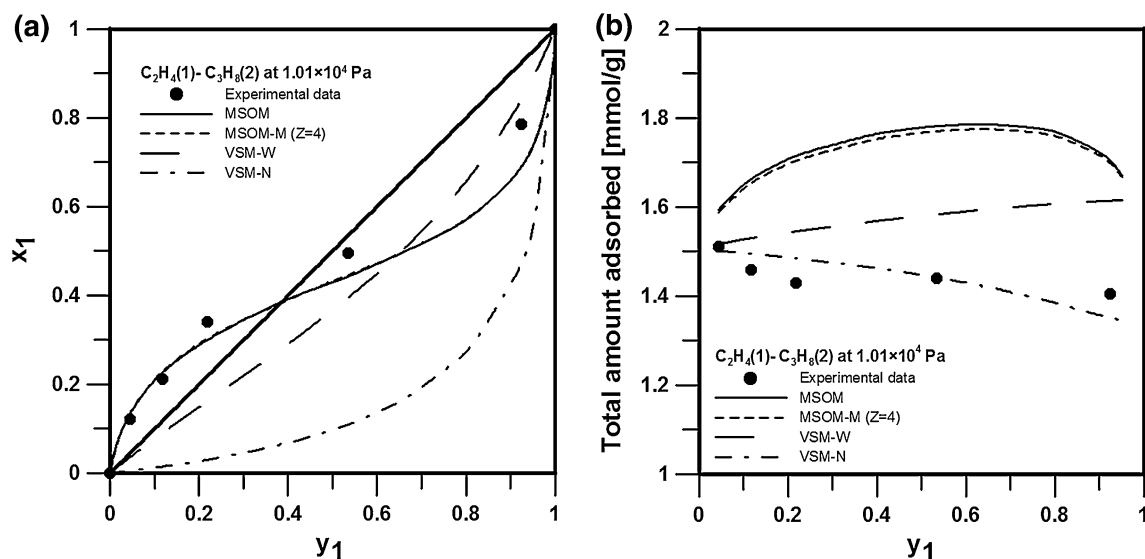 (a)
1
0.8
0.6
0.4
0.2
0
x1
C2H4(1)- C3H8(2) at 1.01×10⁴ Pa
Experimental data
MSOM
MSOM-M (Z=4)
VSM-W
VSM-N
0 0.2 0.4 0.6 0.8 1
y1
(b)
2
1.8
1.6
1.4
1.2
1
Total amount adsorbed [mmol/g]
C2H4(1)- C3H8(2) at 1.01×10⁴ Pa
Experimental data
MSOM
MSOM-M (Z=4)
VSM-W
VSM-N
0 0.2 0.4 0.6 0.8 1
y1